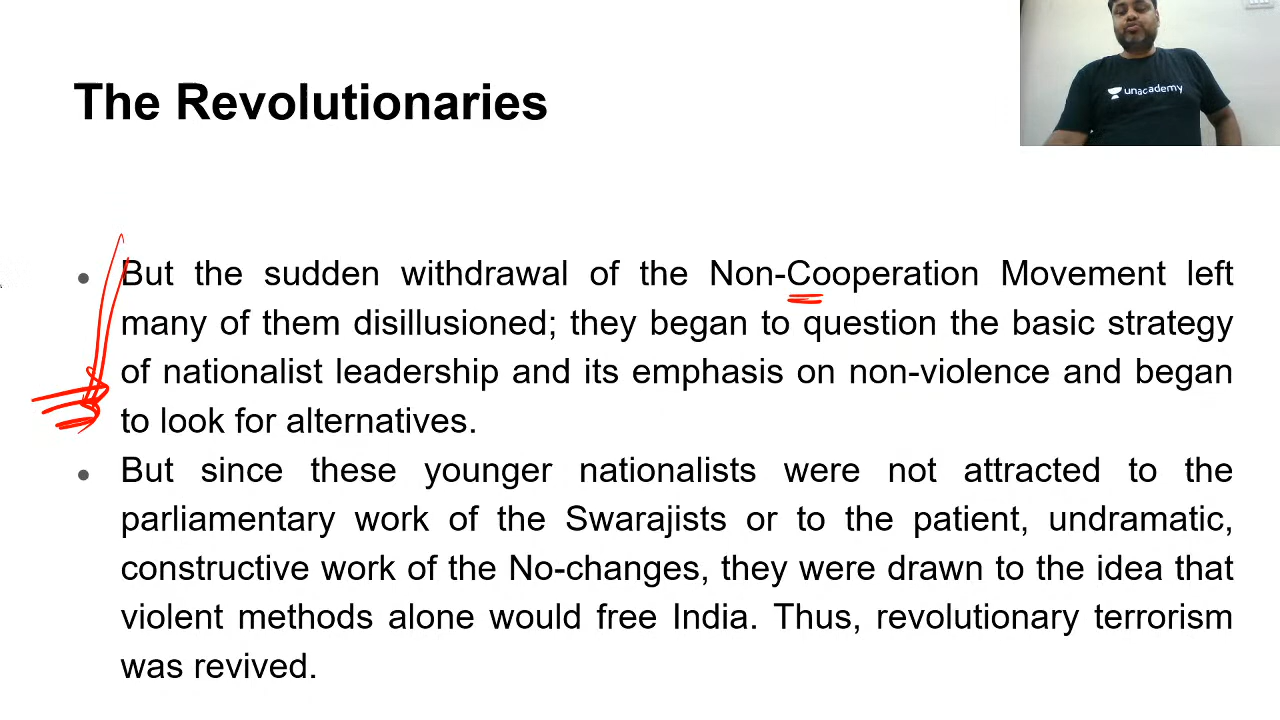 The Revolutionaries
unacademy
But the sudden withdrawal of the Non-Cooperation Movement left
many of them disillusioned; they began to question the basic strategy
of nationalist leadership and its emphasis on non-violence and began
to look for alternatives.
But since these younger nationalists were not attracted to the
parliamentary work of the Swarajists or to the patient, undramatic,
constructive work of the No-changes, they were drawn to the idea that
violent methods alone would free India. Thus, revolutionary terrorism
was revived.